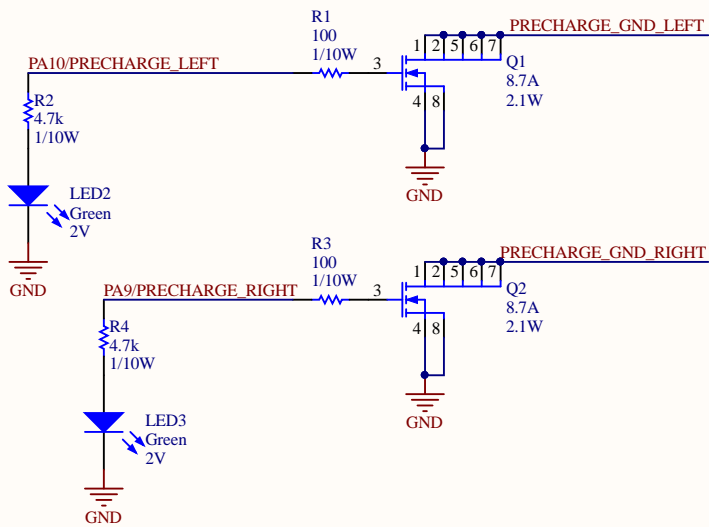 R1
100
1/10W
PRECHARGE_GND_LEFT
1 2 5 6 7
PA10/PRECHARGE_LEFT
3
Q1
8.7A
2.1W
R2
4.7k
1/10W
4 8
GND
LED2
Green
2V
GND
R3
100
1/10W
PRECHARGE_GND_RIGHT
1 2 5 6 7
PA9/PRECHARGE_RIGHT
3
Q2
8.7A
2.1W
R4
4.7k
1/10W
4 8
GND
LED3
Green
2V
GND